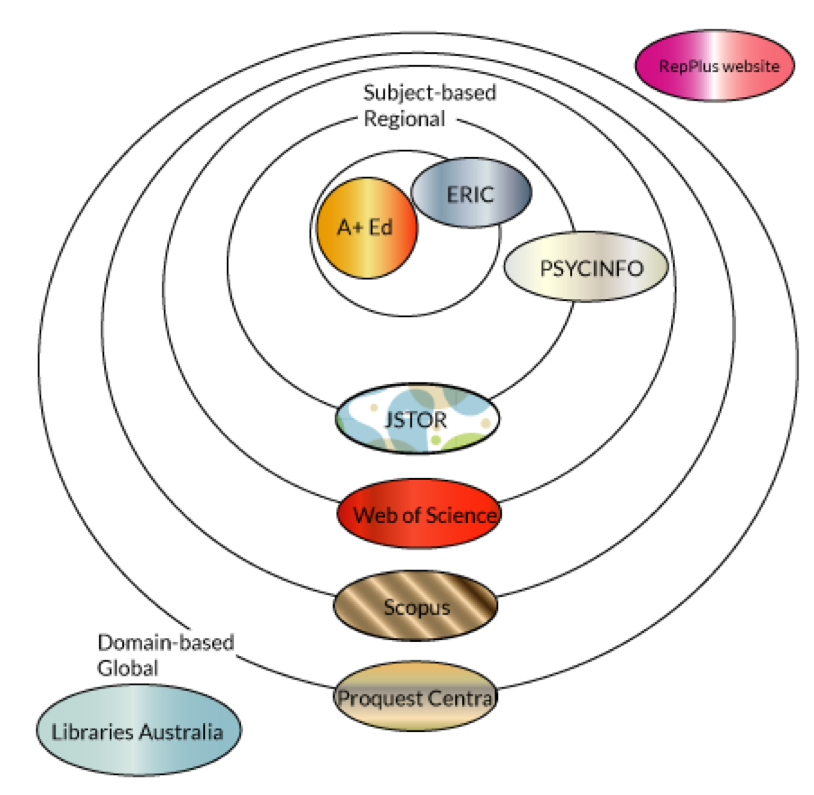 RepPlus website
Subject-based
Regional
ERIC
A+ Ed
PSYCINFO
JSTOR
Web of Science
Scopus
Domain-based
Global
Proquest Central
Libraries Australia